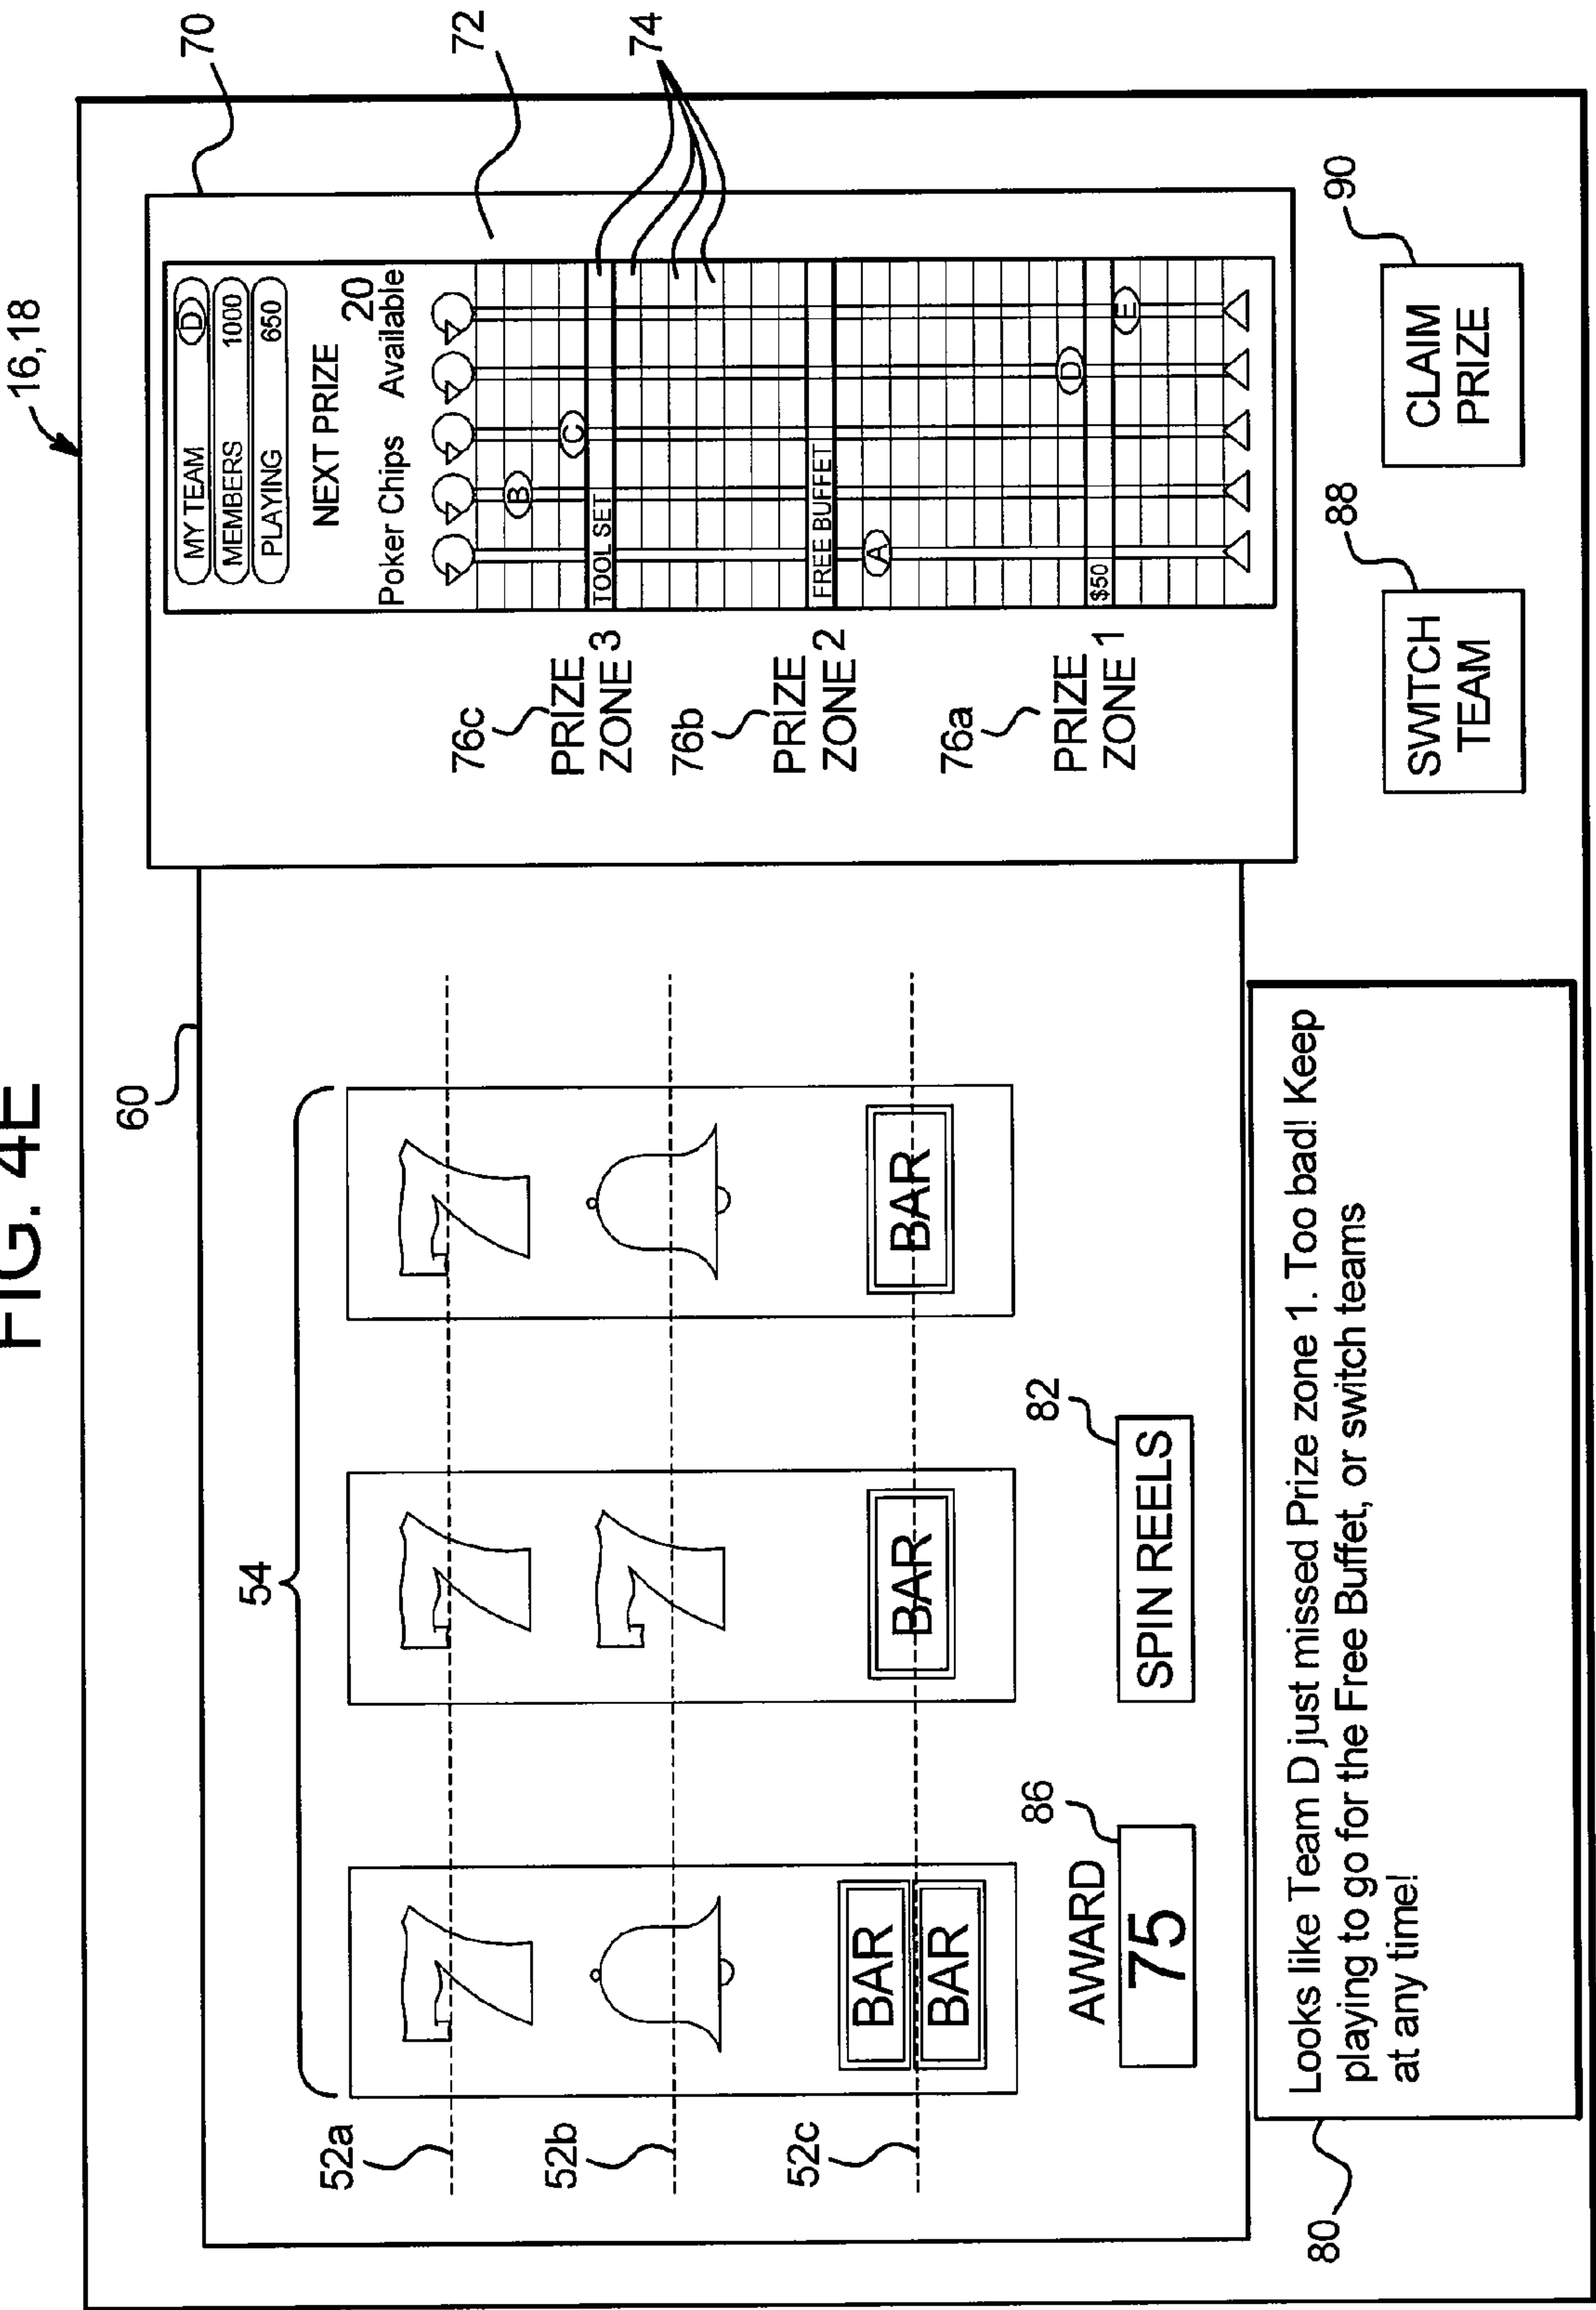 FIG. 4E
16,18
60
54
70
MY TEAM D
MEMBERS 1000
PLAYING 650
NEXT PRIZE
20
Poker Chips Available
72
74
52a
52b
52c
BAR
BAR
BAR
BAR
76c
PRIZE
ZONE 3
76b
PRIZE
ZONE 2
76a
PRIZE
ZONE 1
B
C
TOOL SET
FREE BUFFET
A
D
$50
E
AWARD
86
75
82
SPIN REELS
88
SWITCH
TEAM
90
CLAIM
PRIZE
80
Looks like Team D just missed Prize zone 1. Too bad! Keep
playing to go for the Free Buffet, or switch teams
at any time!